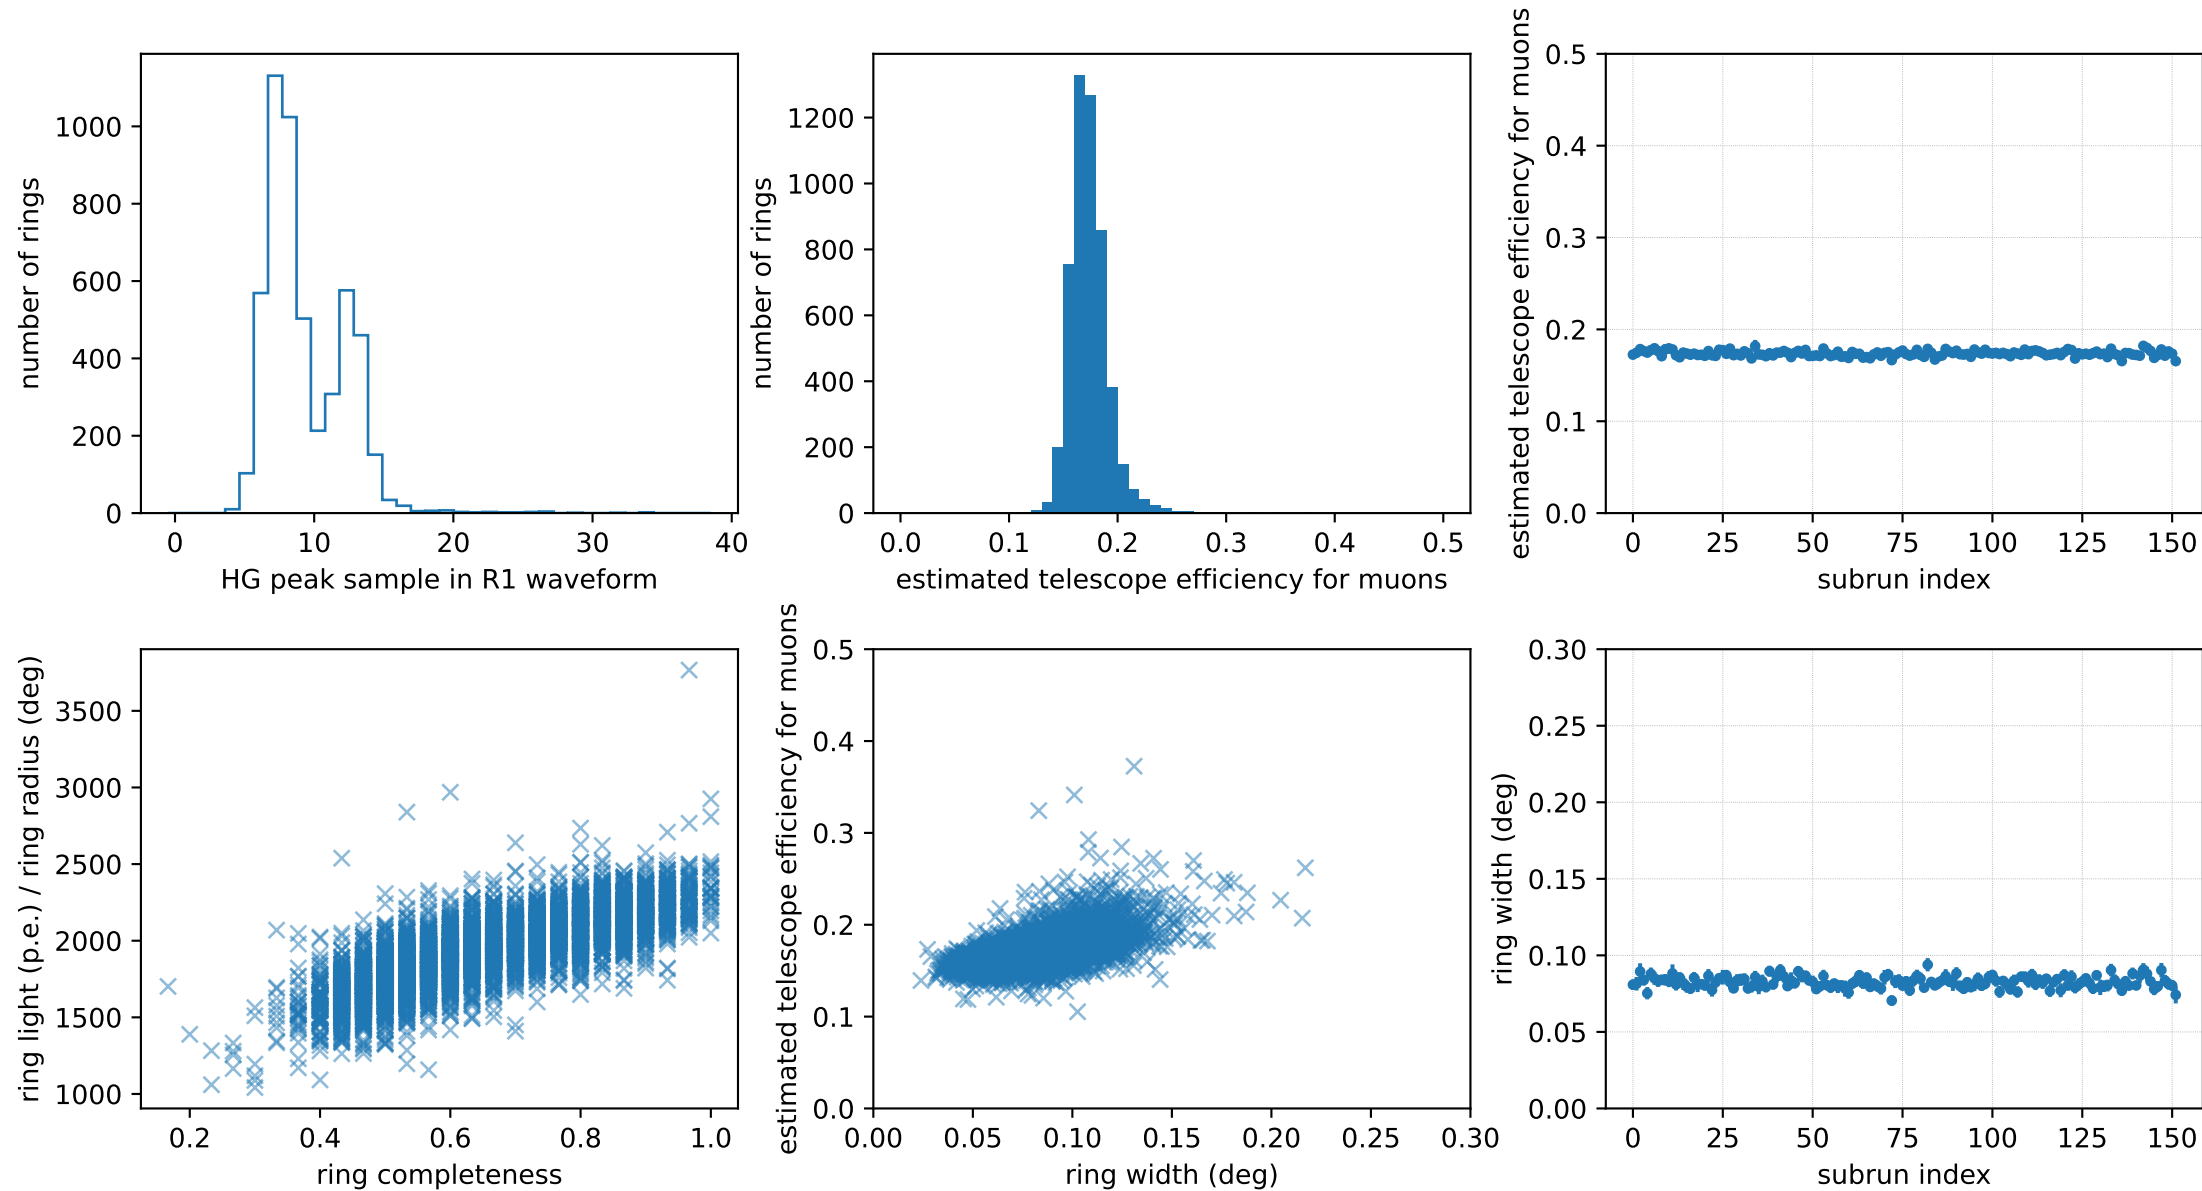 number of rings
1000
800
600
400
200
0
0 10 20 30 40
HG peak sample in R1 waveform
number of rings
1200
1000
800
600
400
200
0
0.0 0.1 0.2 0.3 0.4 0.5
estimated telescope efficiency for muons
estimated telescope efficiency for muons
0.5
0.4
0.3
0.2
0.1
0.0
0 25 50 75 100 125 150
subrun index
ring light (p.e.) / ring radius (deg)
3500
3000
2500
2000
1500
1000
0.2 0.4 0.6 0.8 1.0
ring completeness
estimated telescope efficiency for muons
0.5
0.4
0.3
0.2
0.1
0.0
0.00 0.05 0.10 0.15 0.20 0.25 0.30
ring width (deg)
ring width (deg)
0.30
0.25
0.20
0.15
0.10
0.05
0.00
0 25 50 75 100 125 150
subrun index